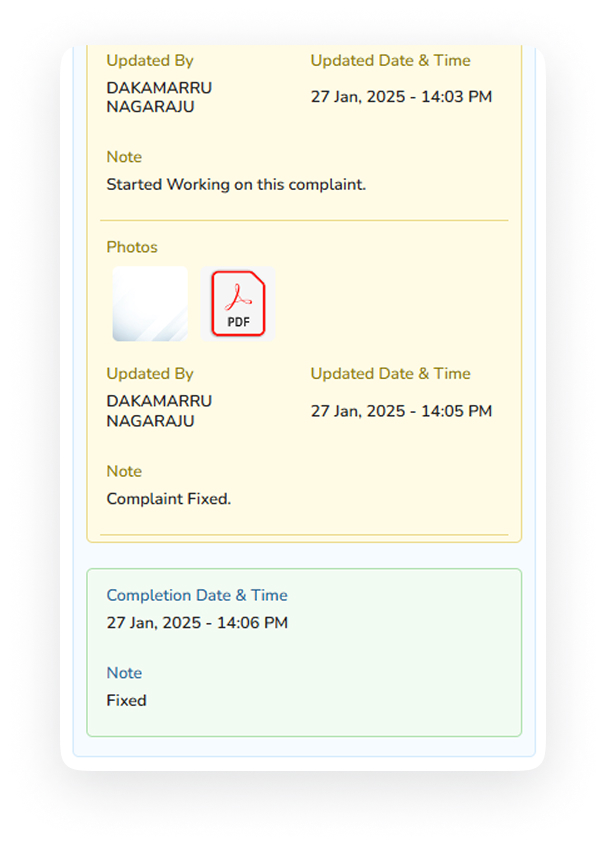 Updated By
Updated Date & Time
DAKAMARRU
NAGARAJU
27 Jan, 2025 - 14:03 PM
Note
Started Working on this complaint.
Photos
PDF
Updated By
Updated Date & Time
DAKAMARRU
NAGARAJU
27 Jan, 2025 - 14:05 PM
Note
Complaint Fixed.
Completion Date & Time
27 Jan, 2025 - 14:06 PM
Note
Fixed